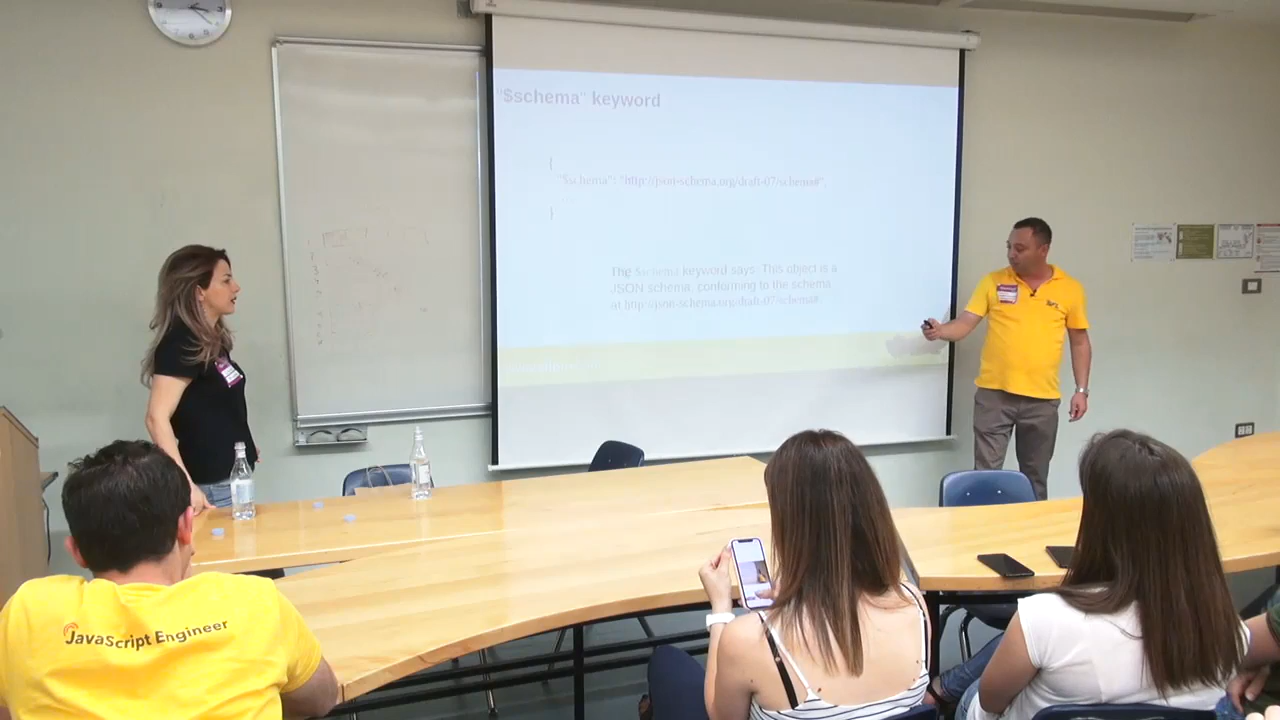 "$schema" keyword
{
"$schema": "http://json-schema.org/draft-07/schema#",
}
The $schema keyword says: This object is a
JSON schema, conforming to the schema
at http://json-schema.org/draft-07/schema#.
JavaScript Engineer